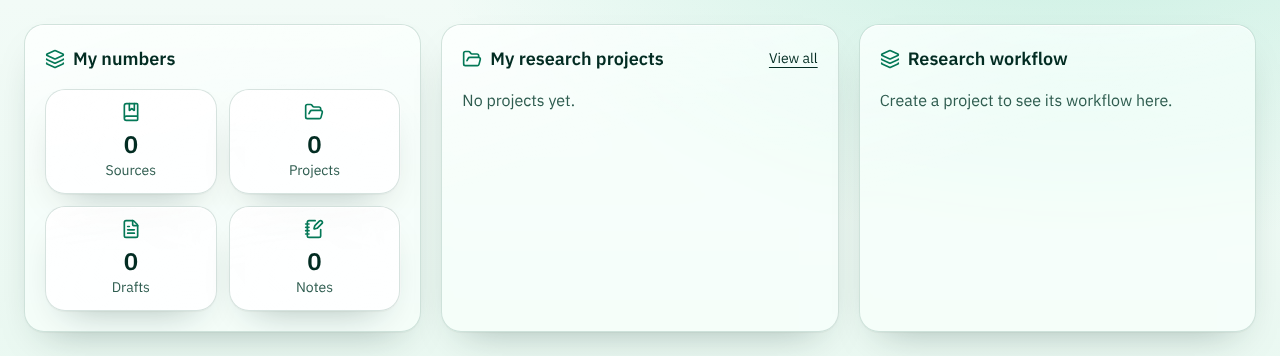 My numbers
0
Sources
0
Projects
0
Drafts
0
Notes
My research projects
View all
No projects yet.
Research workflow
Create a project to see its workflow here.